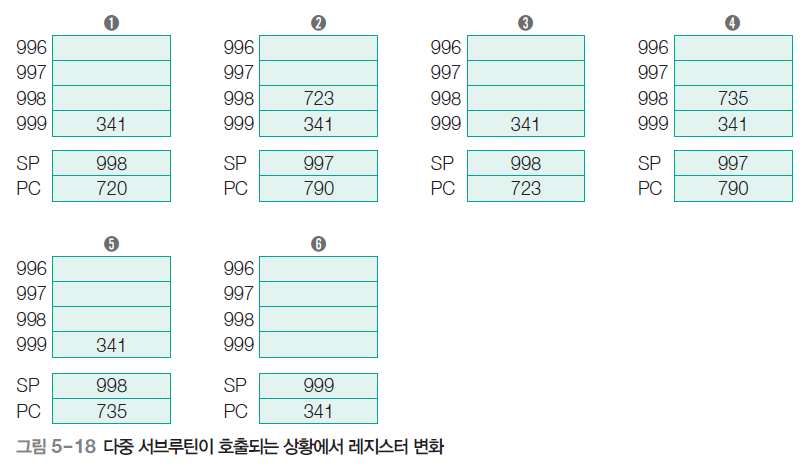 ❶ ❷ ❸ ❹
996 996 996 996
997 997 997 997
998 998 723 998 998 735
999 341 999 341 999 341 999 341
SP 998 SP 997 SP 998 SP 997
PC 720 PC 790 PC 723 PC 790
❺ ❻
996 996
997 997
998 998
999 341 999
SP 998 SP 999
PC 735 PC 341
그림 5-18 다중 서브루틴이 호출되는 상황에서 레지스터 변화